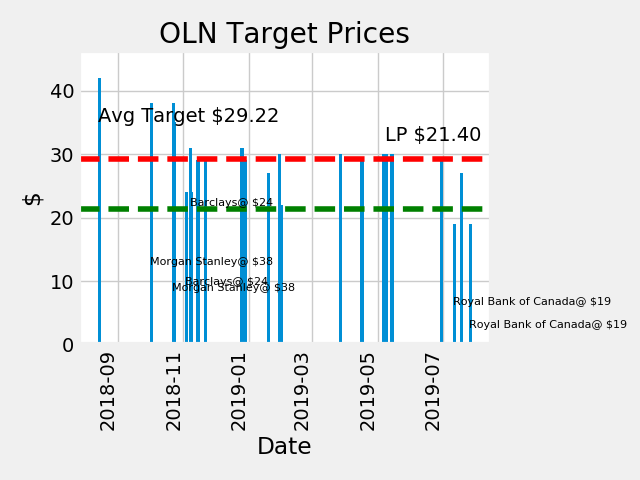 OLN Target Prices
40
Avg Target $29.22
LP $21.40
30
Barclays@ $24
20
$
Morgan Stanley@ $38
Barclays@ $24
10
Morgan Stanley@ $38
Royal Bank of Canada@ $19
Royal Bank of Canada@ $19
0
2018-09
2018-11
2019-01
2019-03
2019-05
2019-07
Date